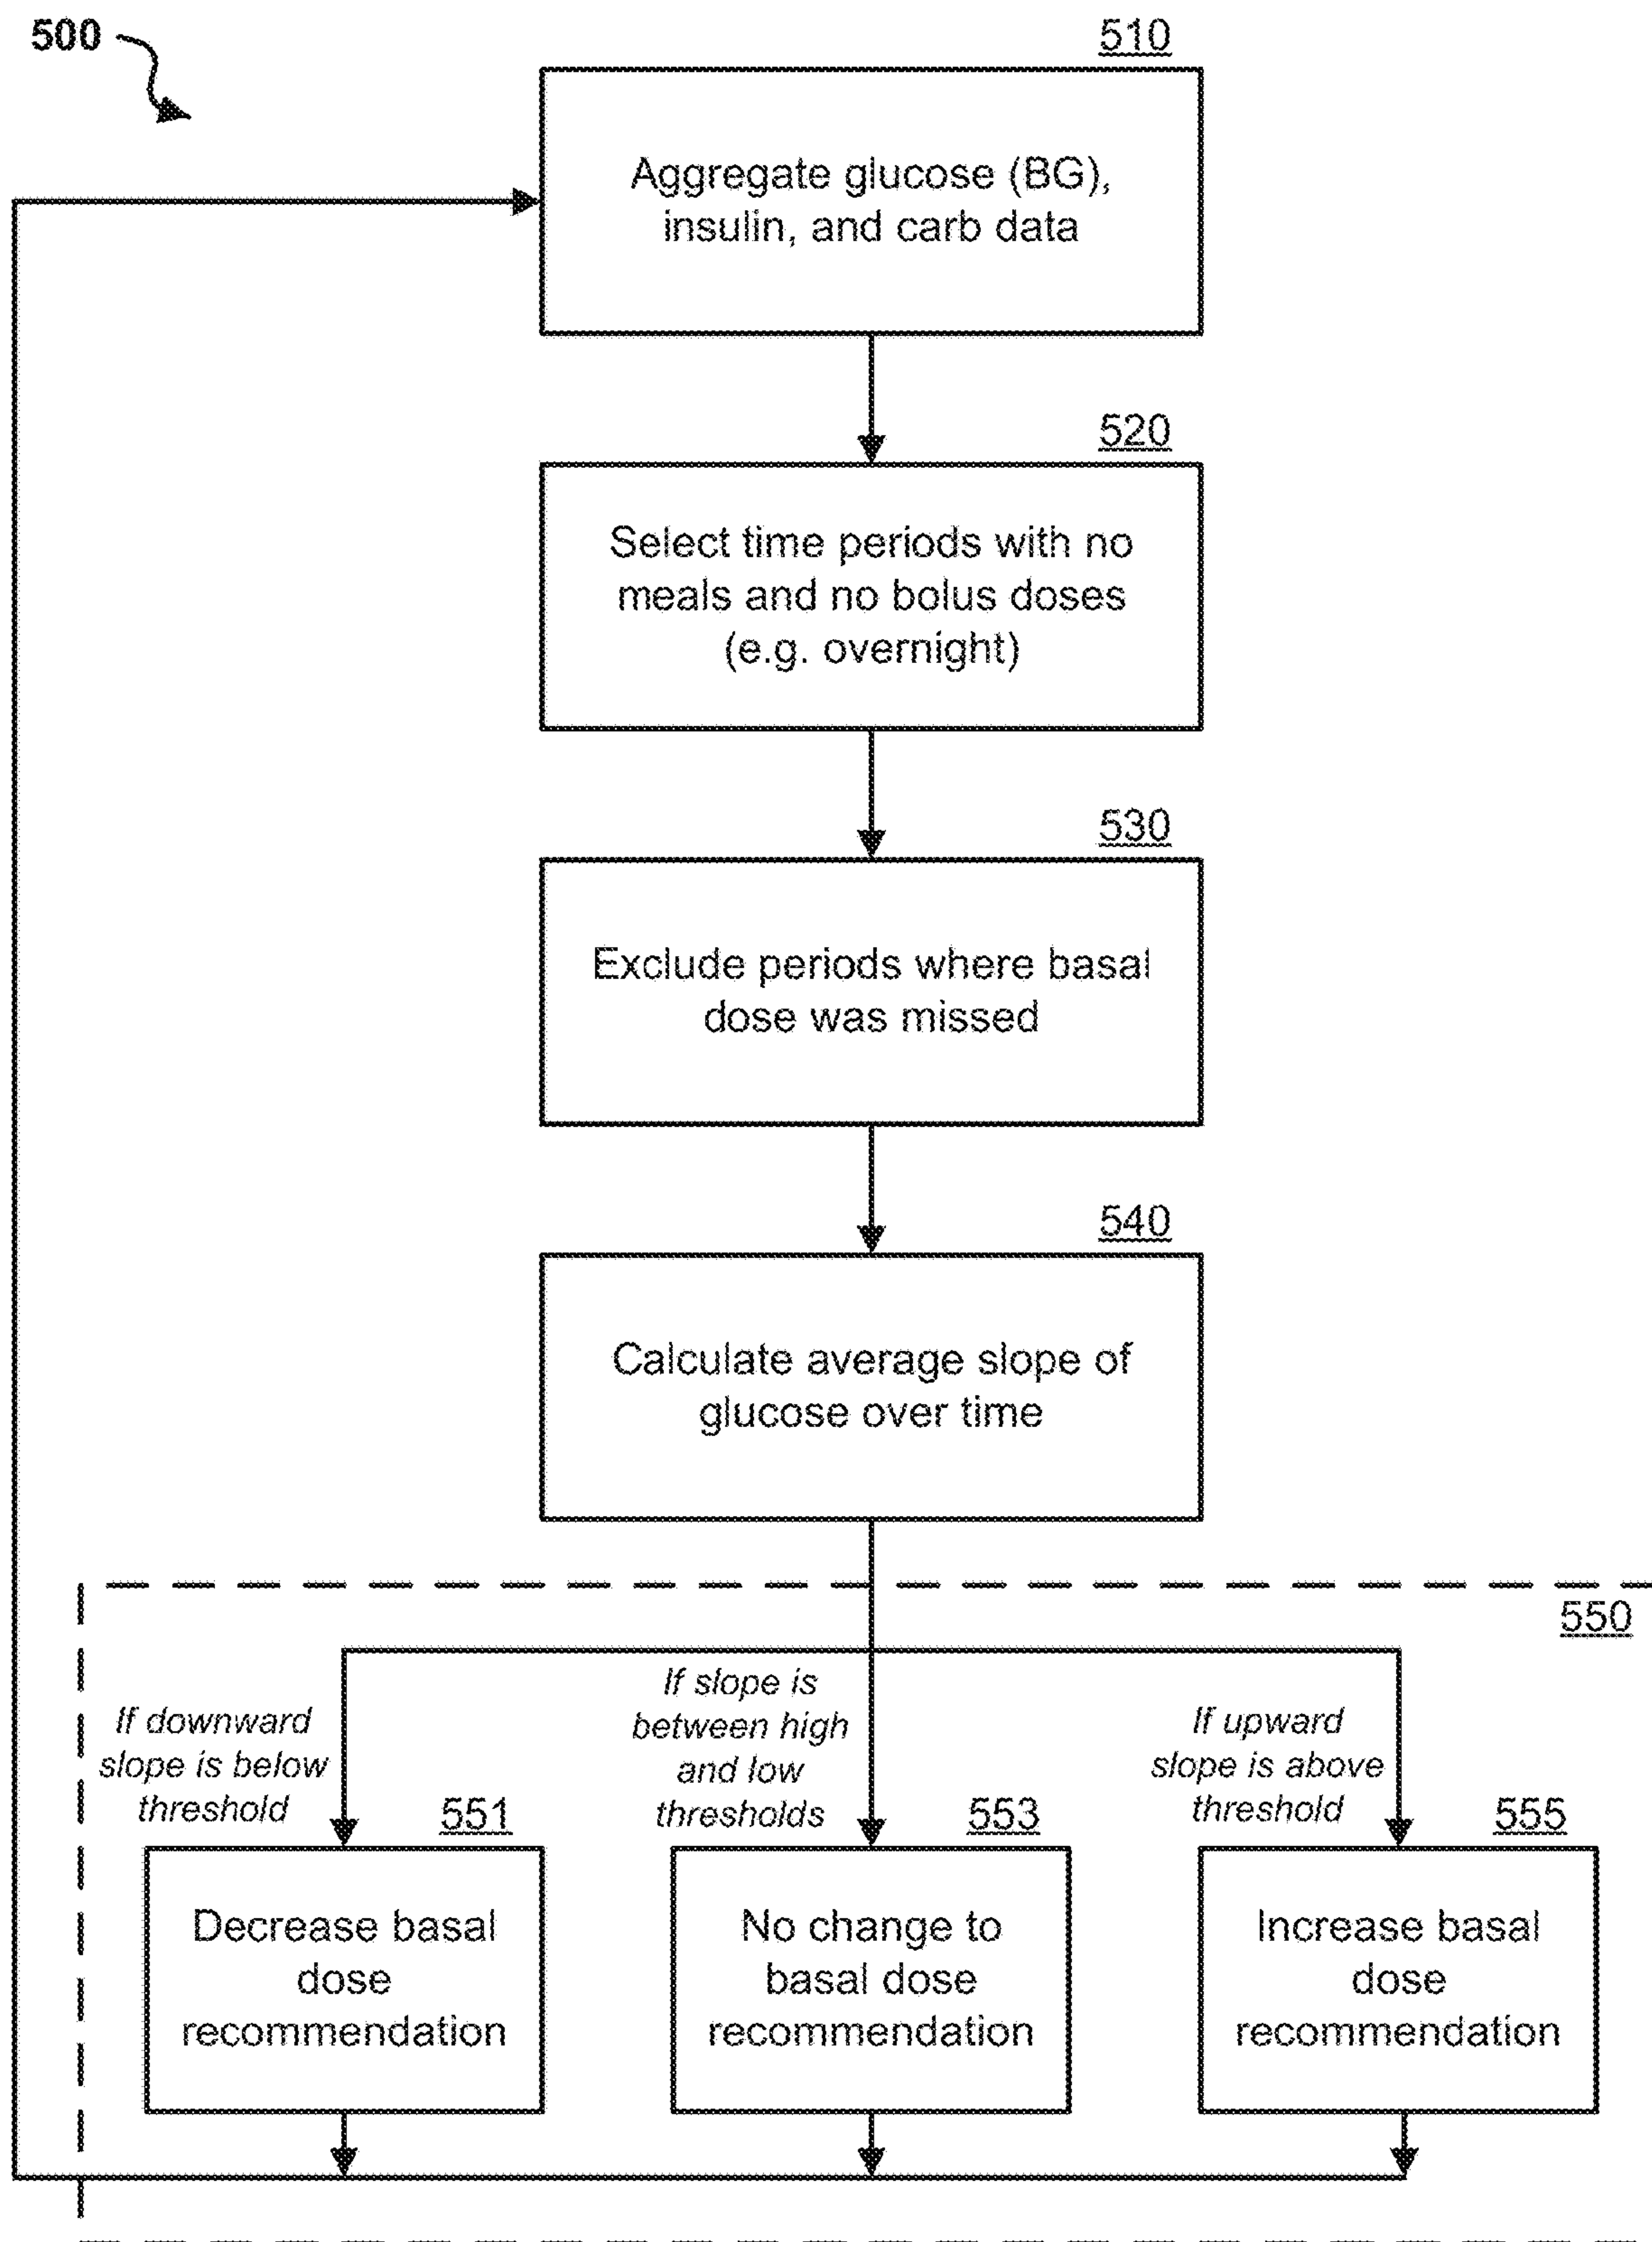 500
510
Aggregate glucose (BG),
insulin, and carb data
520
Select time periods with no
meals and no bolus doses
(e.g. overnight)
530
Exclude periods where basal
dose was missed
540
Calculate average slope of
glucose over time
550
If downward
slope is below
threshold
If slope is
between high
and low
thresholds
If upward
slope is above
threshold
551
Decrease basal
dose
recommendation
553
No change to
basal dose
recommendation
555
Increase basal
dose
recommendation